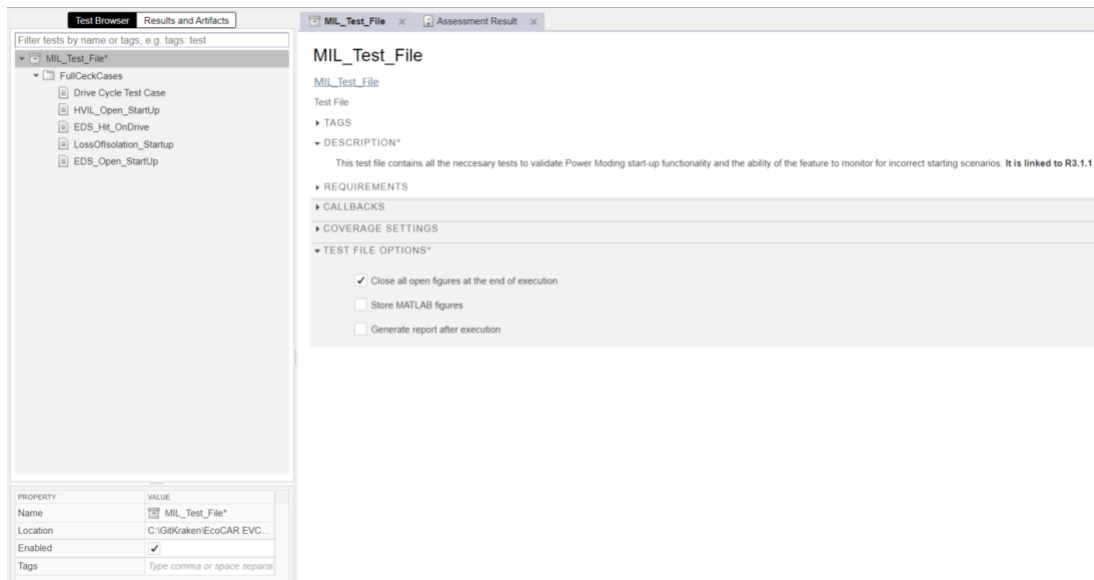 Test Browser Results and Artifacts
Filter tests by name or tags, e.g. tags: test
MIL_Test_File*
FullCeckCases
Drive Cycle Test Case
HVIL_Open_StartUp
EDS_Hit_OnDrive
LossOfIsolation_Startup
EDS_Open_StartUp
PROPERTY VALUE
Name MIL_Test_File*
Location C:\GitKraken\EcoCAR EVC...
Enabled
Tags Type comma or space separat
MIL_Test_File Assessment Result
MIL_Test_File
MIL_Test_File
Test File
TAGS
DESCRIPTION*
This test file contains all the neccesary tests to validate Power Moding start-up functionality and the ability of the feature to monitor for incorrect starting scenarios. It is linked to R3.1.1
REQUIREMENTS
CALLBACKS
COVERAGE SETTINGS
TEST FILE OPTIONS*
Close all open figures at the end of execution
Store MATLAB figures
Generate report after execution